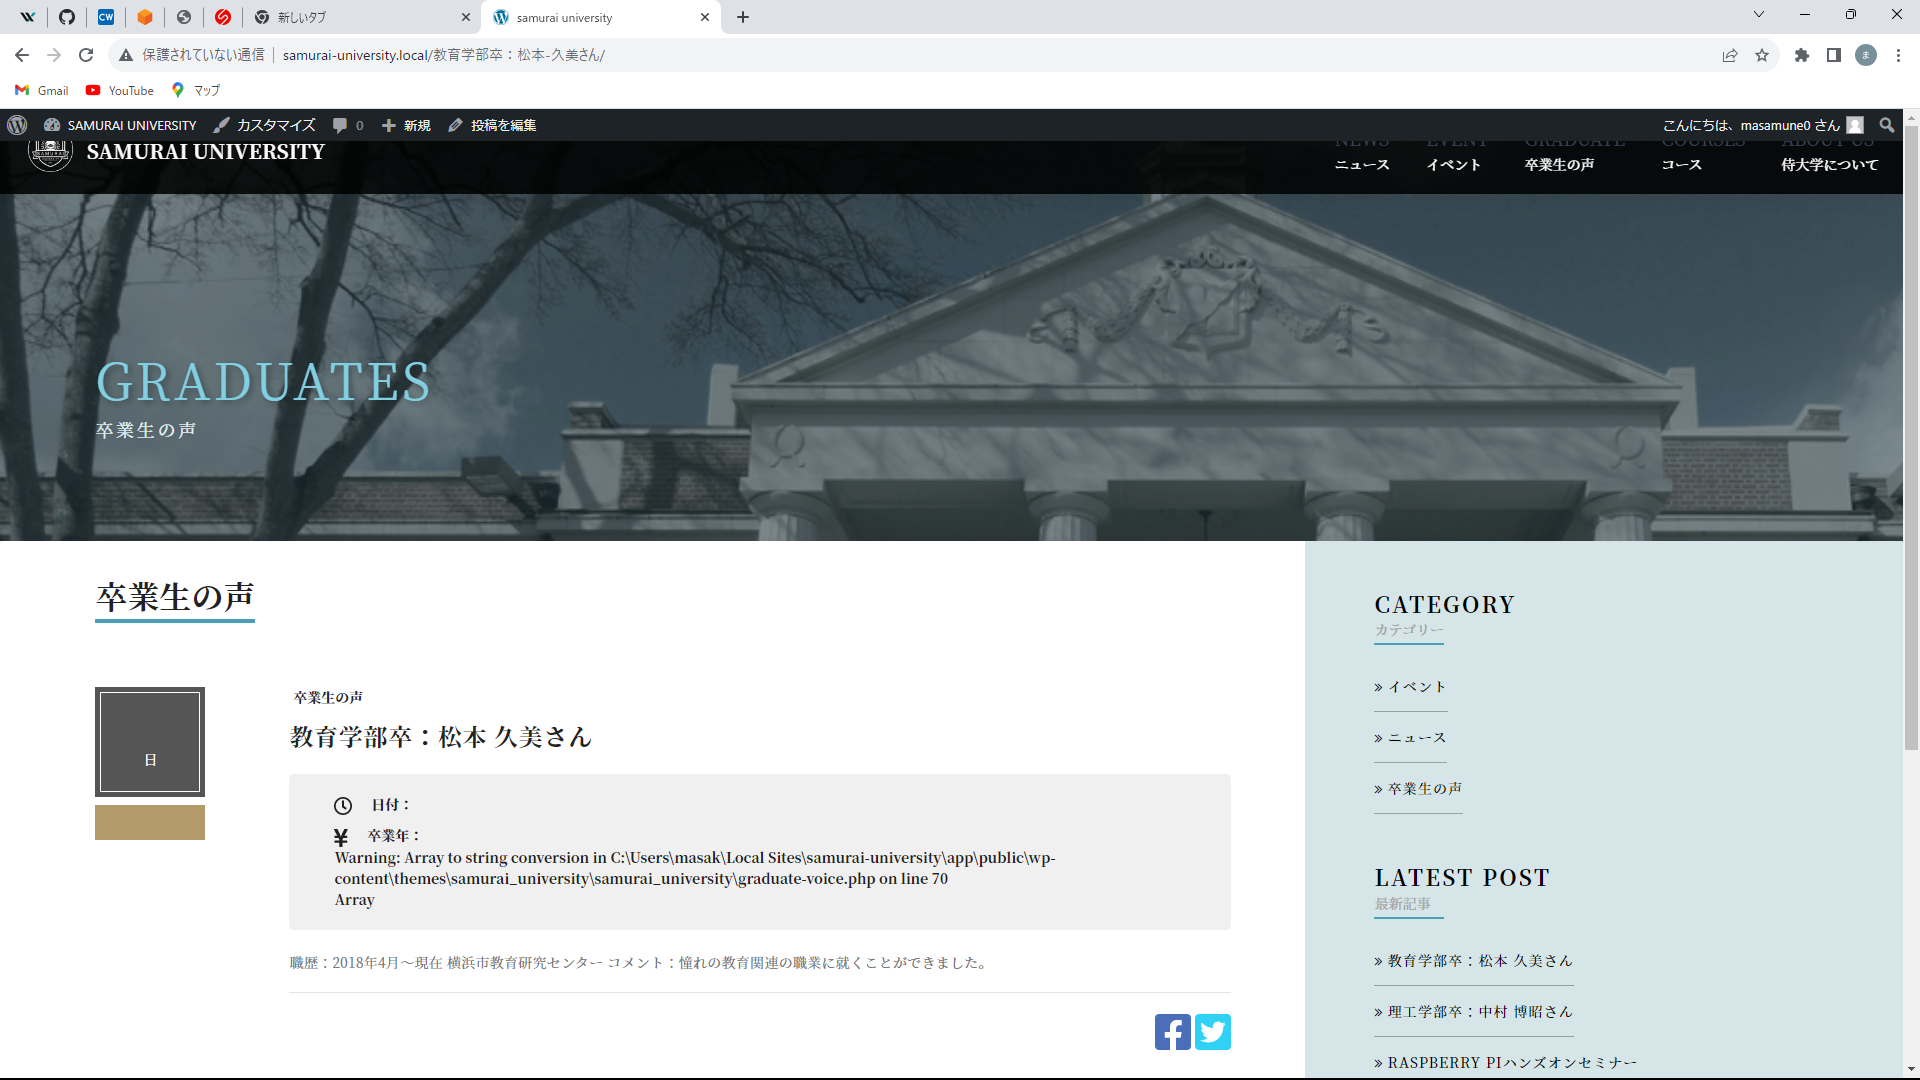 新しいタブ
samurai university
保護されていない通信
samurai-university.local/教育学部卒：松本-久美さん/
ま
Gmail
YouTube
マップ
SAMURAI UNIVERSITY
カスタマイズ
0
新規
投稿を編集
こんにちは、masamune0 さん
SAMURAI UNIVERSITY
NEWS
ニュース
EVENT
イベント
GRADUATE
卒業生の声
COURSES
コース
ABOUT US
侍大学について
GRADUATES
卒業生の声
卒業生の声
日
卒業生の声
教育学部卒：松本 久美さん
日付：
卒業年：
Warning: Array to string conversion in C:\Users\masak\Local Sites\samurai-university\app\public\wp-
content\themes\samurai_university\samurai_university\graduate-voice.php on line 70
Array
職歴：2018年4月～現在 横浜市教育研究センター コメント：憧れの教育関連の職業に就くことができました。
CATEGORY
カテゴリー
» イベント
» ニュース
» 卒業生の声
LATEST POST
最新記事
» 教育学部卒：松本 久美さん
» 理工学部卒：中村 博昭さん
» RASPBERRY PIハンズオンセミナー